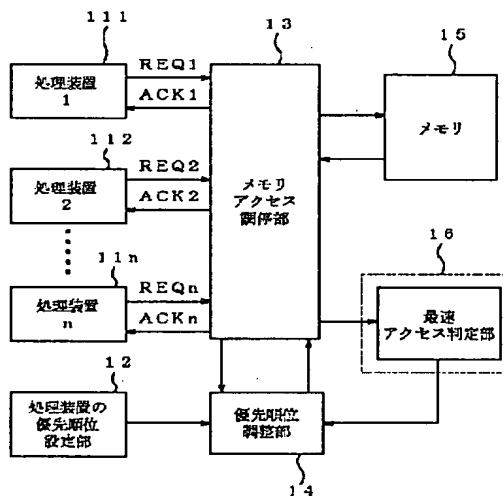 111
処理装置
1
REQ1
ACK1
112
処理装置
2
REQ2
ACK2
11n
処理装置
n
REQn
ACKn
12
処理装置の
優先順位
設定部
13
メモリ
アクセス
調停部
優先順位
調整部
14
15
メモリ
16
最速
アクセス判定部